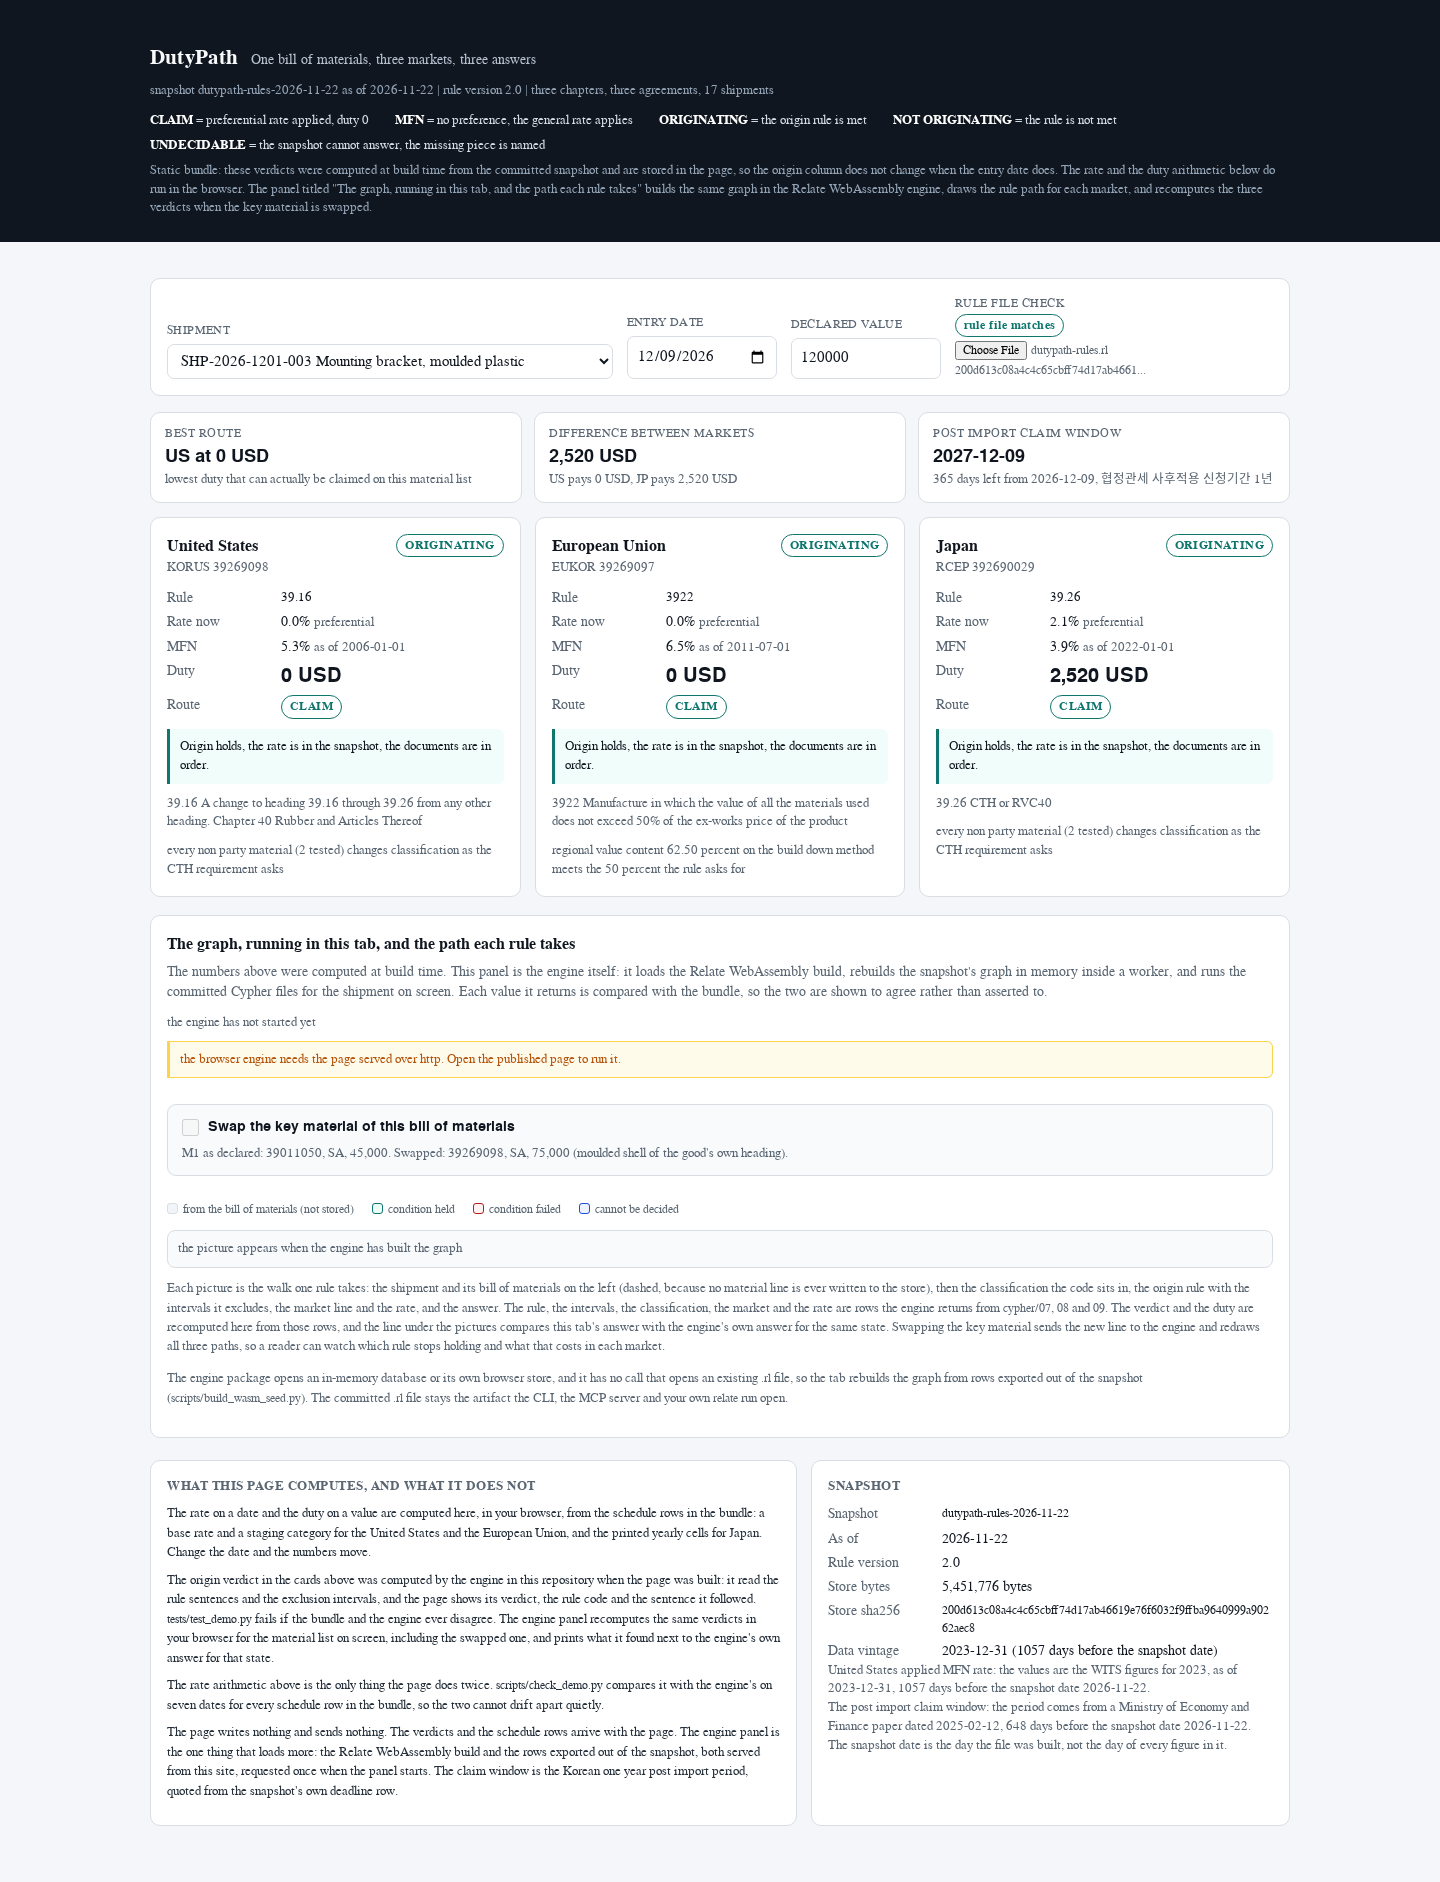 DutyPath One bill of materials, three markets, three answers
snapshot dutypath-rules-2026-11-22 as of 2026-11-22 | rule version 2.0 | three chapters, three agreements, 17 shipments
CLAIM = preferential rate applied, duty 0 MFN = no preference, the general rate applies ORIGINATING = the origin rule is met NOT ORIGINATING = the rule is not met
UNDECIDABLE = the snapshot cannot answer, the missing piece is named
Static bundle: these verdicts were computed at build time from the committed snapshot and are stored in the page, so the origin column does not change when the entry date does. The rate and the duty arithmetic below do
run in the browser. The panel titled "The graph, running in this tab, and the path each rule takes" builds the same graph in the Relate WebAssembly engine, draws the rule path for each market, and recomputes the three
verdicts when the key material is swapped.
SHIPMENT
SHP-2026-1201-003 Mounting bracket, moulded plastic
ENTRY DATE
12/09/2026
DECLARED VALUE
120000
RULE FILE CHECK
rule file matches
Choose File dutypath-rules.rl
200d613c08a4c4c65cbff74d17ab4661...
BEST ROUTE
US at 0 USD
lowest duty that can actually be claimed on this material list
DIFFERENCE BETWEEN MARKETS
2,520 USD
US pays 0 USD, JP pays 2,520 USD
POST IMPORT CLAIM WINDOW
2027-12-09
365 days left from 2026-12-09, 협정관세 사후적용 신청기간 1년
United States ORIGINATING
KORUS 39269098
Rule 39.16
Rate now 0.0% preferential
MFN 5.3% as of 2006-01-01
Duty 0 USD
Route CLAIM
Origin holds, the rate is in the snapshot, the documents are in
order.
39.16 A change to heading 39.16 through 39.26 from any other
heading. Chapter 40 Rubber and Articles Thereof
every non party material (2 tested) changes classification as the
CTH requirement asks
European Union ORIGINATING
EUKOR 39269097
Rule 3922
Rate now 0.0% preferential
MFN 6.5% as of 2011-07-01
Duty 0 USD
Route CLAIM
Origin holds, the rate is in the snapshot, the documents are in
order.
3922 Manufacture in which the value of all the materials used
does not exceed 50% of the ex-works price of the product
regional value content 62.50 percent on the build down method
meets the 50 percent the rule asks for
Japan ORIGINATING
RCEP 392690029
Rule 39.26
Rate now 2.1% preferential
MFN 3.9% as of 2022-01-01
Duty 2,520 USD
Route CLAIM
Origin holds, the rate is in the snapshot, the documents are in
order.
39.26 CTH or RVC40
every non party material (2 tested) changes classification as the
CTH requirement asks
The graph, running in this tab, and the path each rule takes
The numbers above were computed at build time. This panel is the engine itself: it loads the Relate WebAssembly build, rebuilds the snapshot's graph in memory inside a worker, and runs the
committed Cypher files for the shipment on screen. Each value it returns is compared with the bundle, so the two are shown to agree rather than asserted to.
the engine has not started yet
the browser engine needs the page served over http. Open the published page to run it.
Swap the key material of this bill of materials
M1 as declared: 39011050, SA, 45,000. Swapped: 39269098, SA, 75,000 (moulded shell of the good's own heading).
from the bill of materials (not stored) condition held condition failed cannot be decided
the picture appears when the engine has built the graph
Each picture is the walk one rule takes: the shipment and its bill of materials on the left (dashed, because no material line is ever written to the store), then the classification the code sits in, the origin rule with the
intervals it excludes, the market line and the rate, and the answer. The rule, the intervals, the classification, the market and the rate are rows the engine returns from cypher/07, 08 and 09. The verdict and the duty are
recomputed here from those rows, and the line under the pictures compares this tab's answer with the engine's own answer for the same state. Swapping the key material sends the new line to the engine and redraws
all three paths, so a reader can watch which rule stops holding and what that costs in each market.
The engine package opens an in-memory database or its own browser store, and it has no call that opens an existing .rl file, so the tab rebuilds the graph from rows exported out of the snapshot
(scripts/build_wasm_seed.py). The committed .rl file stays the artifact the CLI, the MCP server and your own relate run open.
WHAT THIS PAGE COMPUTES, AND WHAT IT DOES NOT
The rate on a date and the duty on a value are computed here, in your browser, from the schedule rows in the bundle: a
base rate and a staging category for the United States and the European Union, and the printed yearly cells for Japan.
Change the date and the numbers move.
The origin verdict in the cards above was computed by the engine in this repository when the page was built: it read the
rule sentences and the exclusion intervals, and the page shows its verdict, the rule code and the sentence it followed.
tests/test_demo.py fails if the bundle and the engine ever disagree. The engine panel recomputes the same verdicts in
your browser for the material list on screen, including the swapped one, and prints what it found next to the engine's own
answer for that state.
The rate arithmetic above is the only thing the page does twice. scripts/check_demo.py compares it with the engine's on
seven dates for every schedule row in the bundle, so the two cannot drift apart quietly.
The page writes nothing and sends nothing. The verdicts and the schedule rows arrive with the page. The engine panel is
the one thing that loads more: the Relate WebAssembly build and the rows exported out of the snapshot, both served
from this site, requested once when the panel starts. The claim window is the Korean one year post import period,
quoted from the snapshot's own deadline row.
SNAPSHOT
Snapshot dutypath-rules-2026-11-22
As of 2026-11-22
Rule version 2.0
Store bytes 5,451,776 bytes
Store sha256 200d613c08a4c4c65cbff74d17ab46619e76f6032f9ffba9640999a902
62aec8
Data vintage 2023-12-31 (1057 days before the snapshot date)
United States applied MFN rate: the values are the WITS figures for 2023, as of
2023-12-31, 1057 days before the snapshot date 2026-11-22.
The post import claim window: the period comes from a Ministry of Economy and
Finance paper dated 2025-02-12, 648 days before the snapshot date 2026-11-22.
The snapshot date is the day the file was built, not the day of every figure in it.